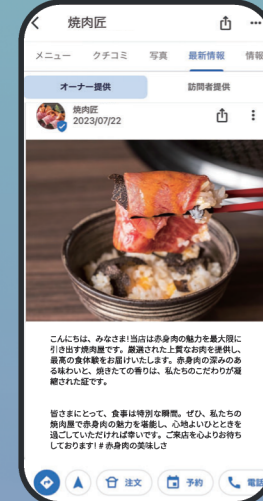 焼肉匠
メニュー クチコミ 写真 最新情報 情報
オーナー提供 訪問者提供
焼肉匠
2023/07/22
こんにちは、みなさま!当店は赤身肉の魅力を最大限に
引き出す焼肉屋です。厳選された上質なお肉を提供し、
最高の食体験をお届けいたします。赤身肉の深みのあ
る味わいと、焼きたての香りは、私たちのこだわりが凝
縮された証です。
皆さまにとって、食事は特別な瞬間。ぜひ、私たちの
焼肉屋で赤身肉の魅力を堪能し、心地よいひとときを
過ごしていただければ幸いです。ご来店を心よりお待ち
しております!#赤身肉の美味しさ
注文 予約 電話